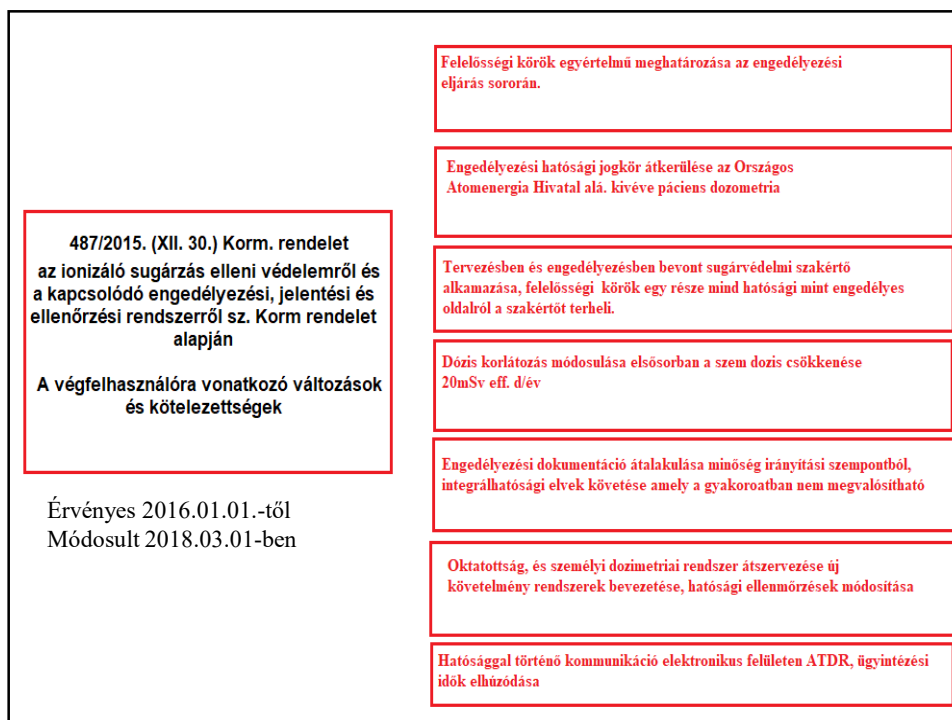 487/2015. (XII. 30.) Korm. rendelet
az ionizáló sugárzás elleni védelemről és
a kapcsolódó engedélyezési, jelentési és
ellenőrzési rendszerről sz. Korm rendelet
alapján
A végfelhasználóra vonatkozó változások
és kötelezettségek
Érvényes 2016.01.01.-től
Módosult 2018.03.01-ben
Felelősségi körök egyértelmű meghatározása az engedélyezési
eljárás sororán.
Engedélyezési hatósági jogkör átkerülése az Országos
Atomenergia Hivatal alá. kivéve páciens dozometria
Tervezésben és engedélyezésben bevont sugárvédelmi szakértő
alkamazása, felelősségi körök egy része mind hatósági mint engedélyes
oldalról a szakértőt terheli.
Dózis korlátozás módosulása elsősorban a szem dozis csökkenése
20mSv eff. d/év
Engedélyezési dokumentáció átalakulása minőség irányítási szempontból,
integrálhatósági elvek követése amely a gyakoroatban nem megvalósítható
Oktatottság, és személyi dozimetriai rendszer átszervezése új
követelmény rendszerek bevezetése, hatósági ellenmőrzések módosítása
Hatósággal történő kommunikáció elektronikus felületen ATDR, ügyintézési
idők elhúzódása